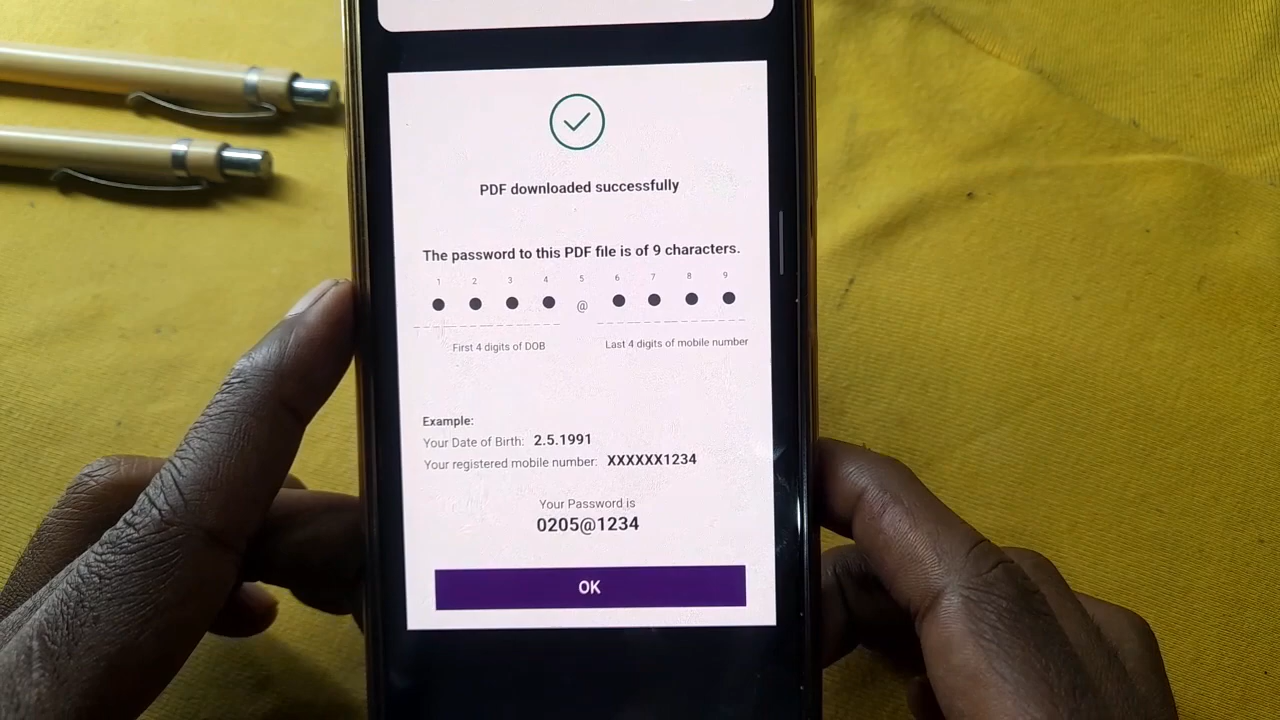 PDF downloaded successfully
The password to this PDF file is of 9 characters.
1 2 3 4 5 6 7 8 9
@
First 4 digits of DOB Last 4 digits of mobile number
Example:
Your Date of Birth: 2.5.1991
Your registered mobile number: XXXXXX1234
Your Password is
0205@1234
OK